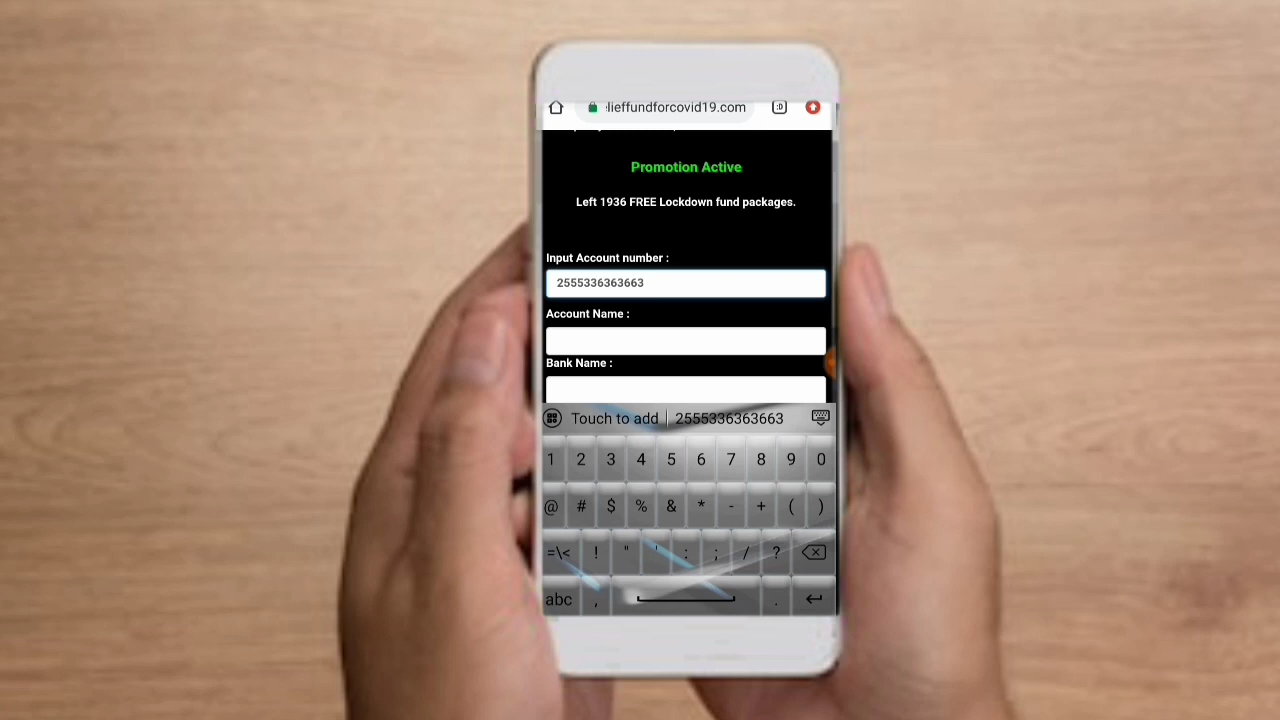 lieffundforcovid19.com
:D
Promotion Active
Left 1936 FREE Lockdown fund packages.
Input Account number :
2555336363663
Account Name :
Bank Name :
Touch to add 2555336363663
1 2 3 4 5 6 7 8 9 0
@ # $ % & * - + ( )
=\< ! " ' : ; / ?
abc , .